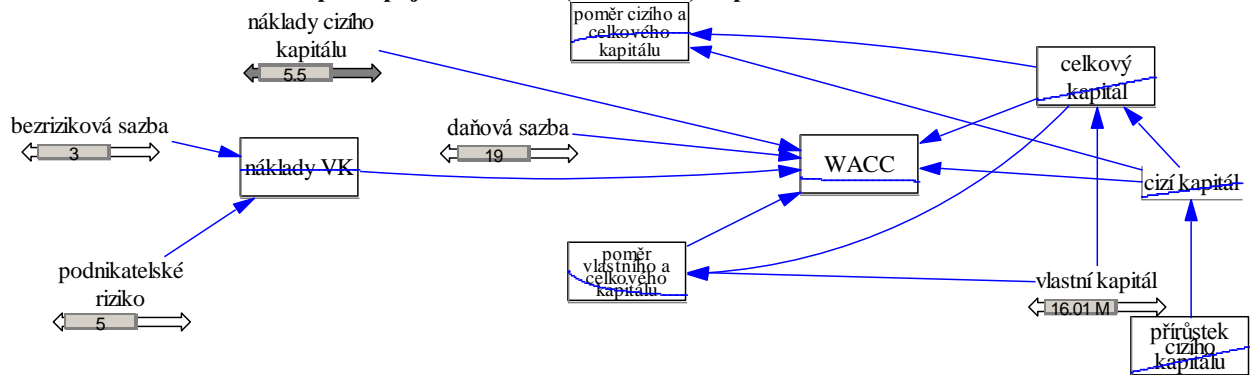 náklady cizího
kapitálu
5.5
poměr cizího a
celkového
kapitálu
celkový
kapitál
bezriziková sazba
3
náklady VK
daňová sazba
19
WACC
cizí kapitál
podnikatelské
riziko
5
poměr
vlastního a
celkového
kapitálu
vlastní kapitál
16.01 M
přírůstek
cizího
kapitálu